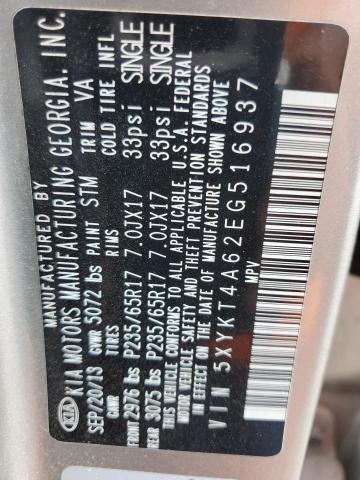 MANUFACTURED BY
KIA KIA MOTORS MANUFACTURING GEORGIA. INC.
SEP/20/13 GVWR 5072 lbs PAINT STM TRIM VA
GAWR TIRES RIMS COLD TIRE INFL
FRONT 2976 lbs P235/65R17 7.0JX17 33psi SINGLE
REAR 3075 lbs P235/65R17 7.0JX17 33psi SINGLE
THIS VEHICLE CONFORMS TO ALL APPLICABLE U.S.A. FEDERAL
MOTOR VEHICLE SAFETY AND THEFT PREVENTION STANDARDS
IN EFFECT ON THE DATE OF MANUFACTURE SHOWN ABOVE.
VIN 5XYKT4A62EG516937
MPV